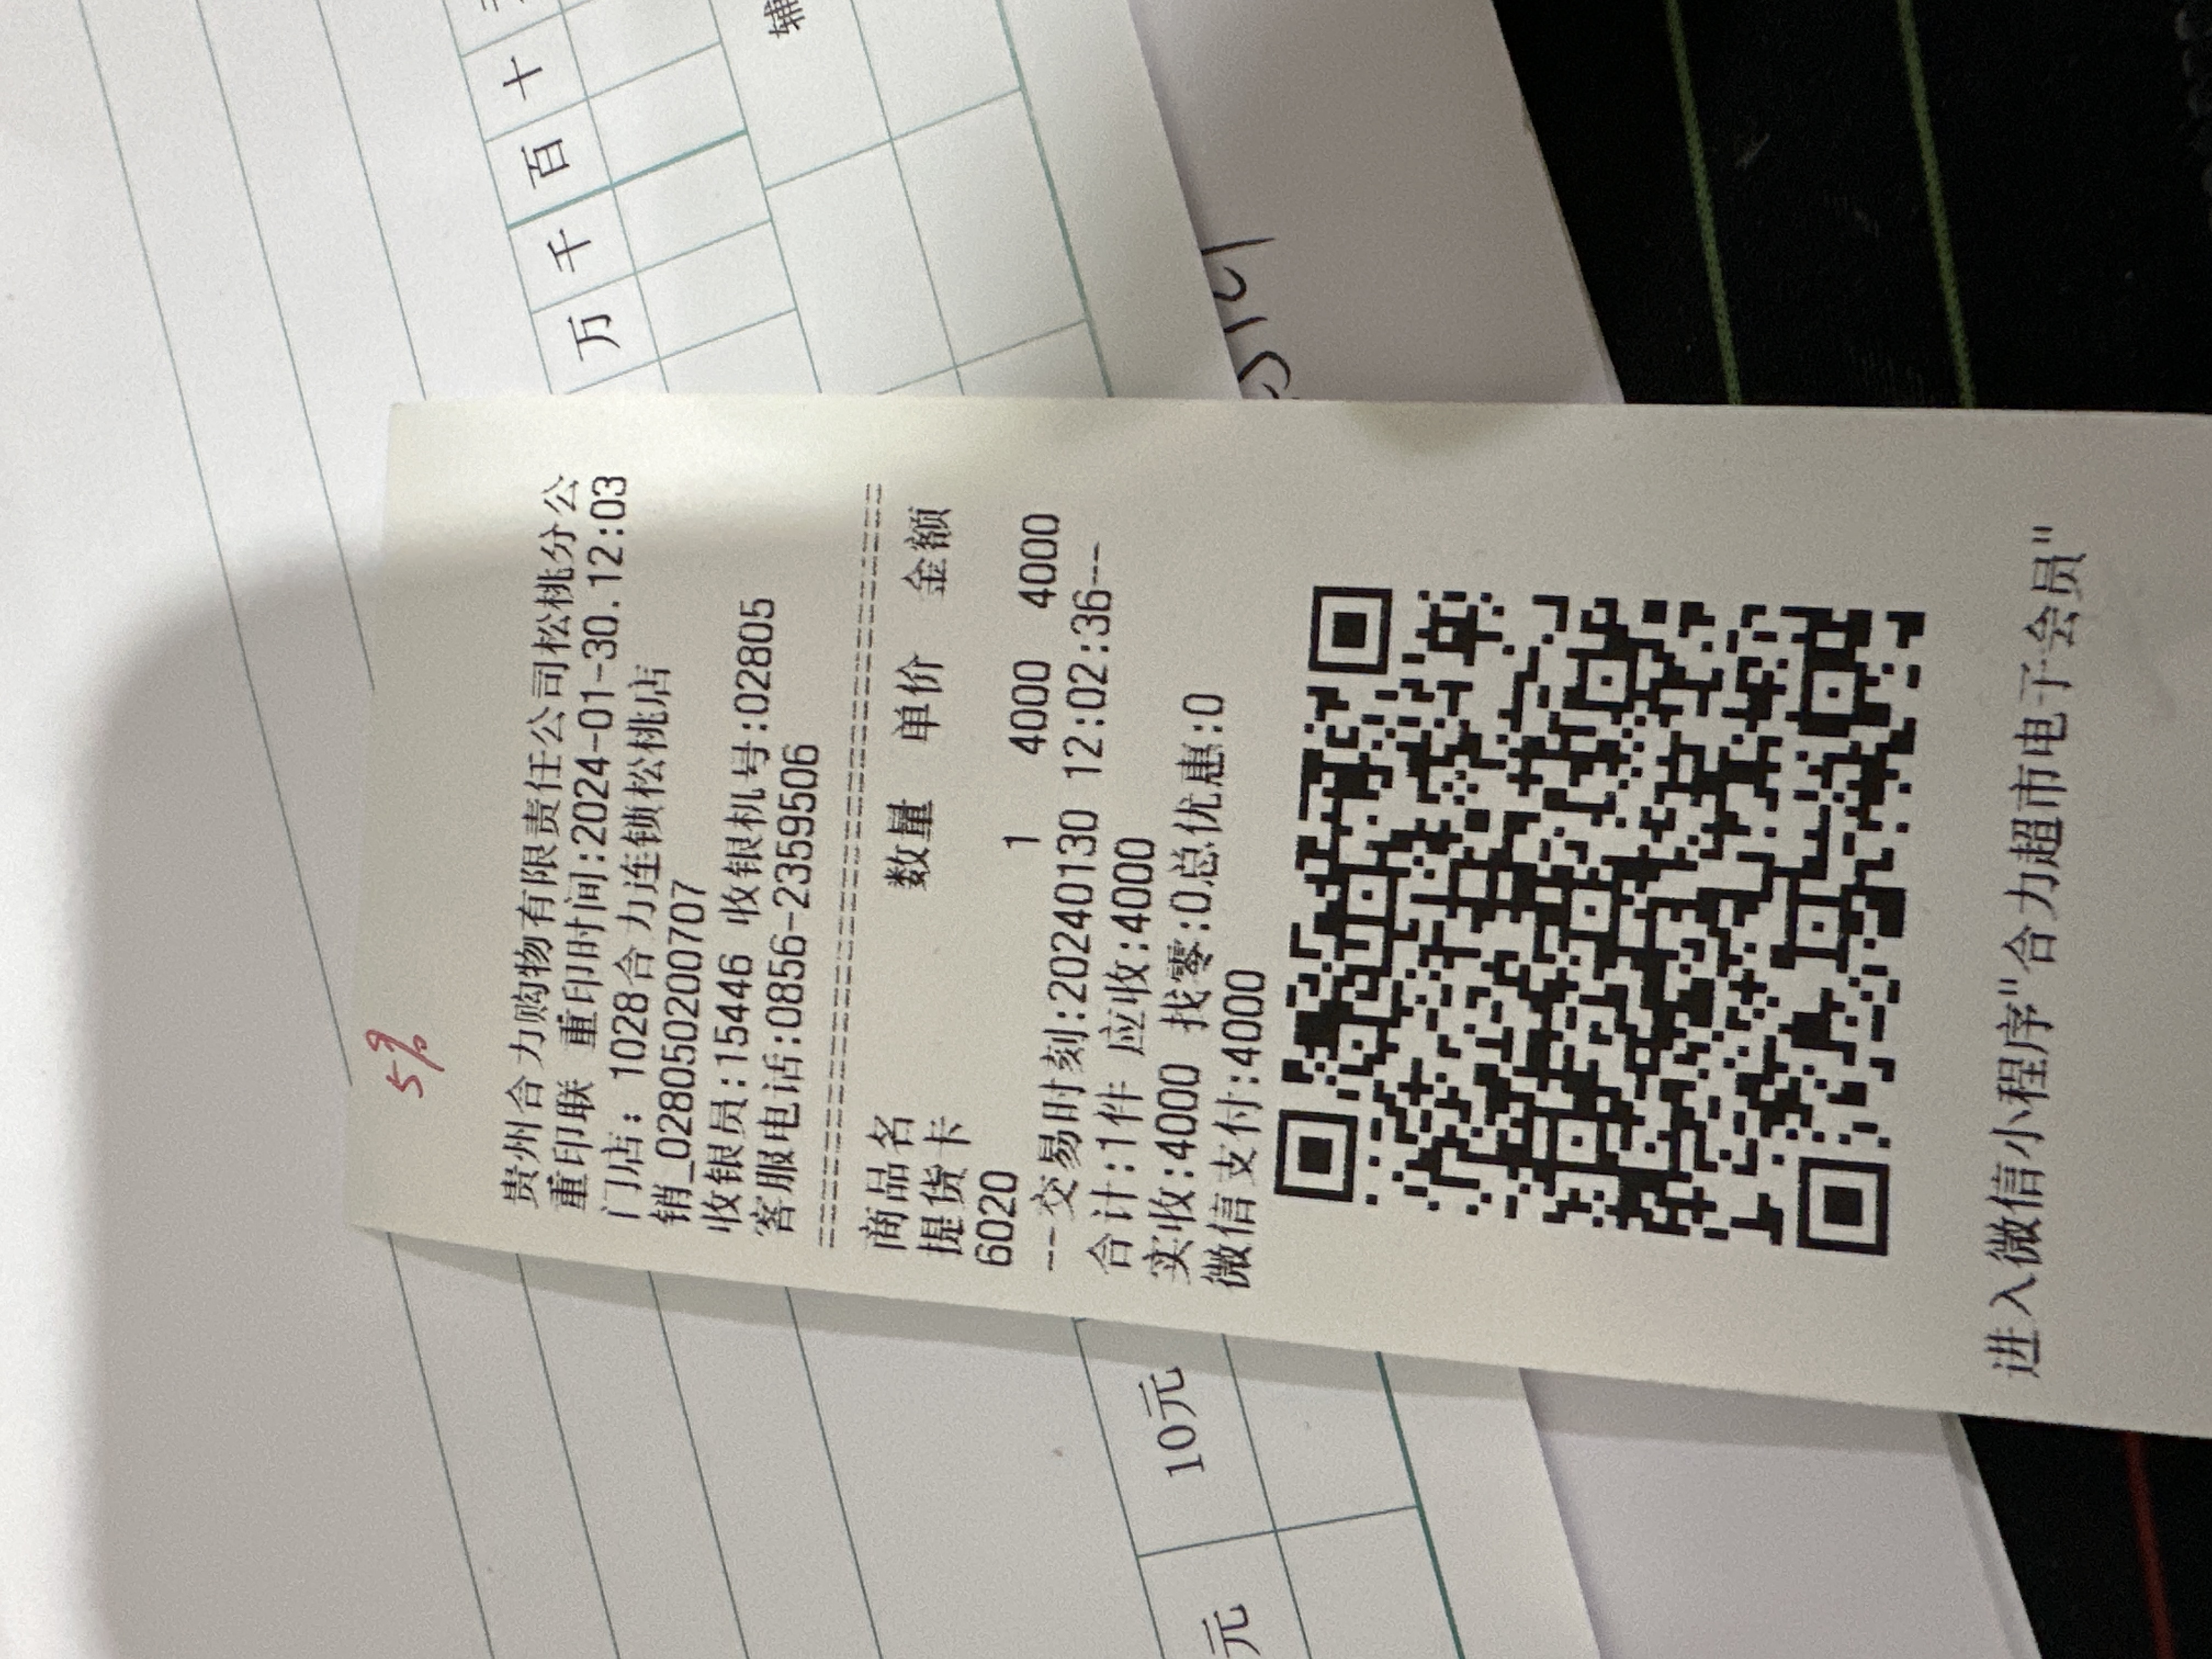 5%
贵州合力购物有限责任公司松桃分公
重印联 重印时间:2024-01-30.12:03
门店: 1028合力连锁松桃店
销_028050200707
收银员:15446 收银机号:02805
客服电话:0856-2359506
商品名 数量 单价 金额
提货卡
6020 1 4000 4000
--交易时刻:20240130 12:02:36---
合计:1件 应收:4000
实收:4000 找零:0总优惠:0
微信支付:4000
进入微信小程序"合力超市电子会员"
万 千 百 十
辅
元 10元